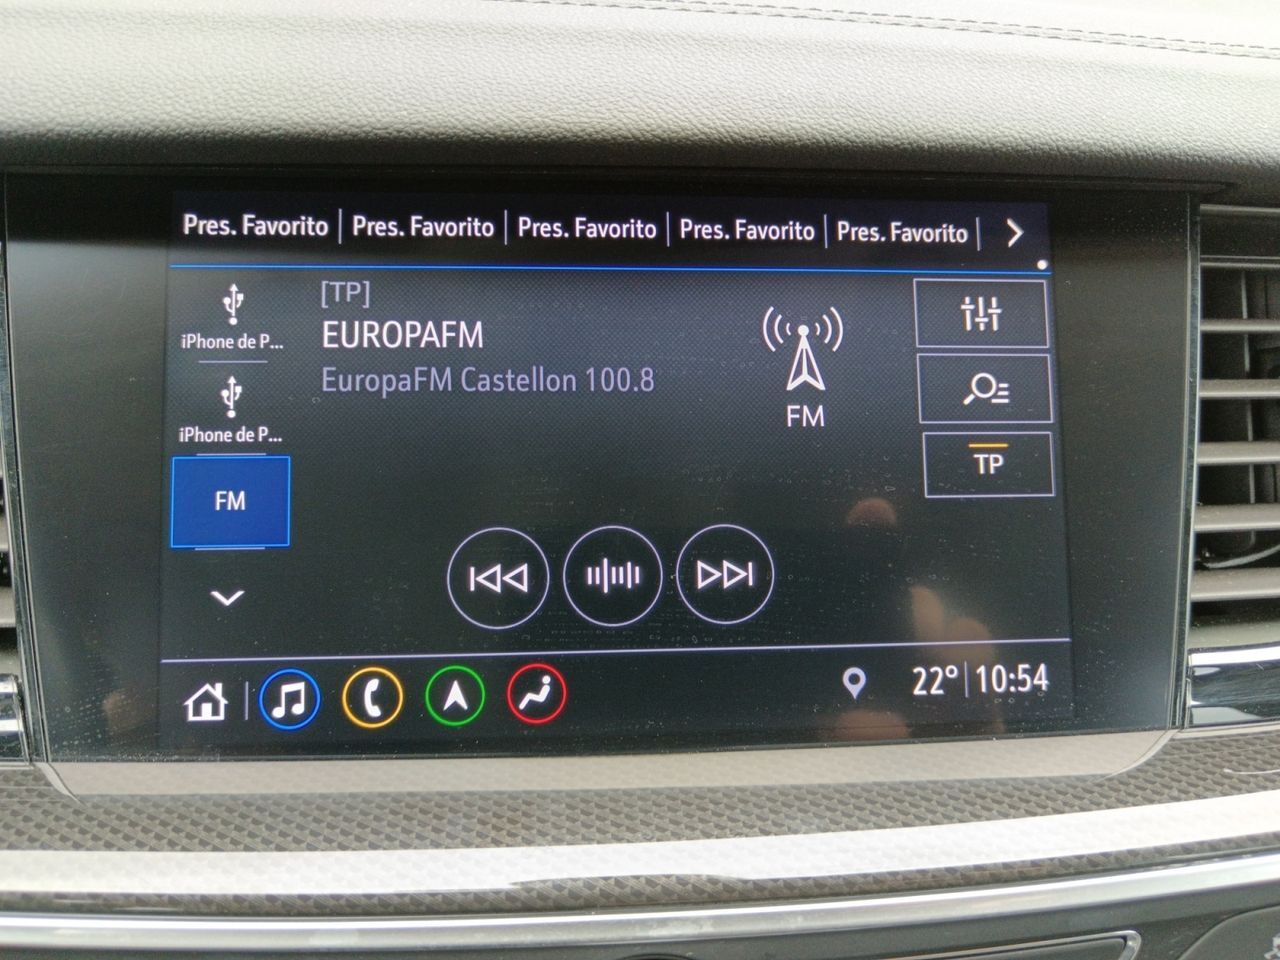 Pres. Favorito Pres. Favorito Pres. Favorito Pres. Favorito Pres. Favorito
[TP]
iPhone de P...
EUROPAFM
EuropaFM Castellon 100.8
FM
iPhone de P...
TP
FM
22° 10:54